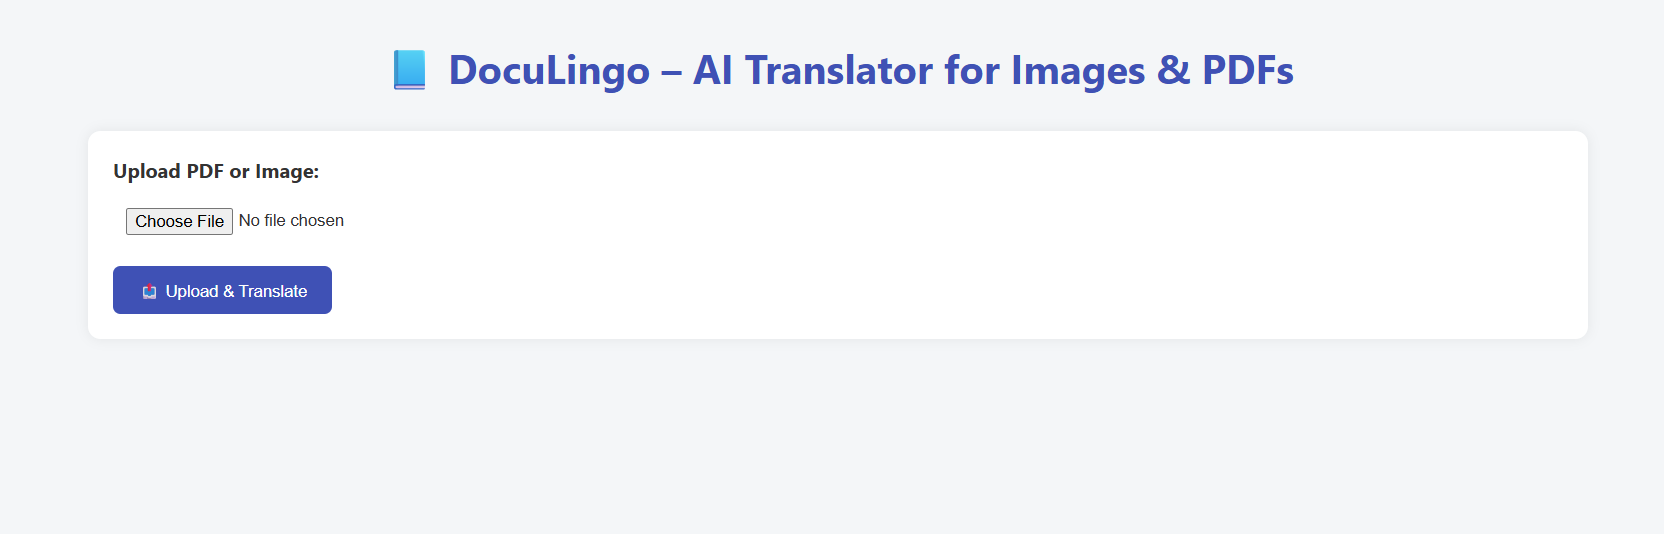 📘 DocuLingo – AI Translator for Images & PDFs
Upload PDF or Image:
Choose File No file chosen
📥 Upload & Translate